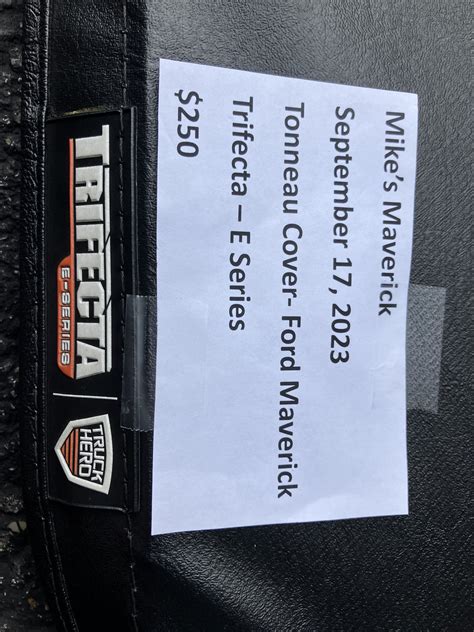 Mike's Maverick
September 17, 2023
Tonneau Cover- Ford Maverick
Trifecta – E Series
$250
TRIFECTA
E-SERIES
TRUCK
HERO